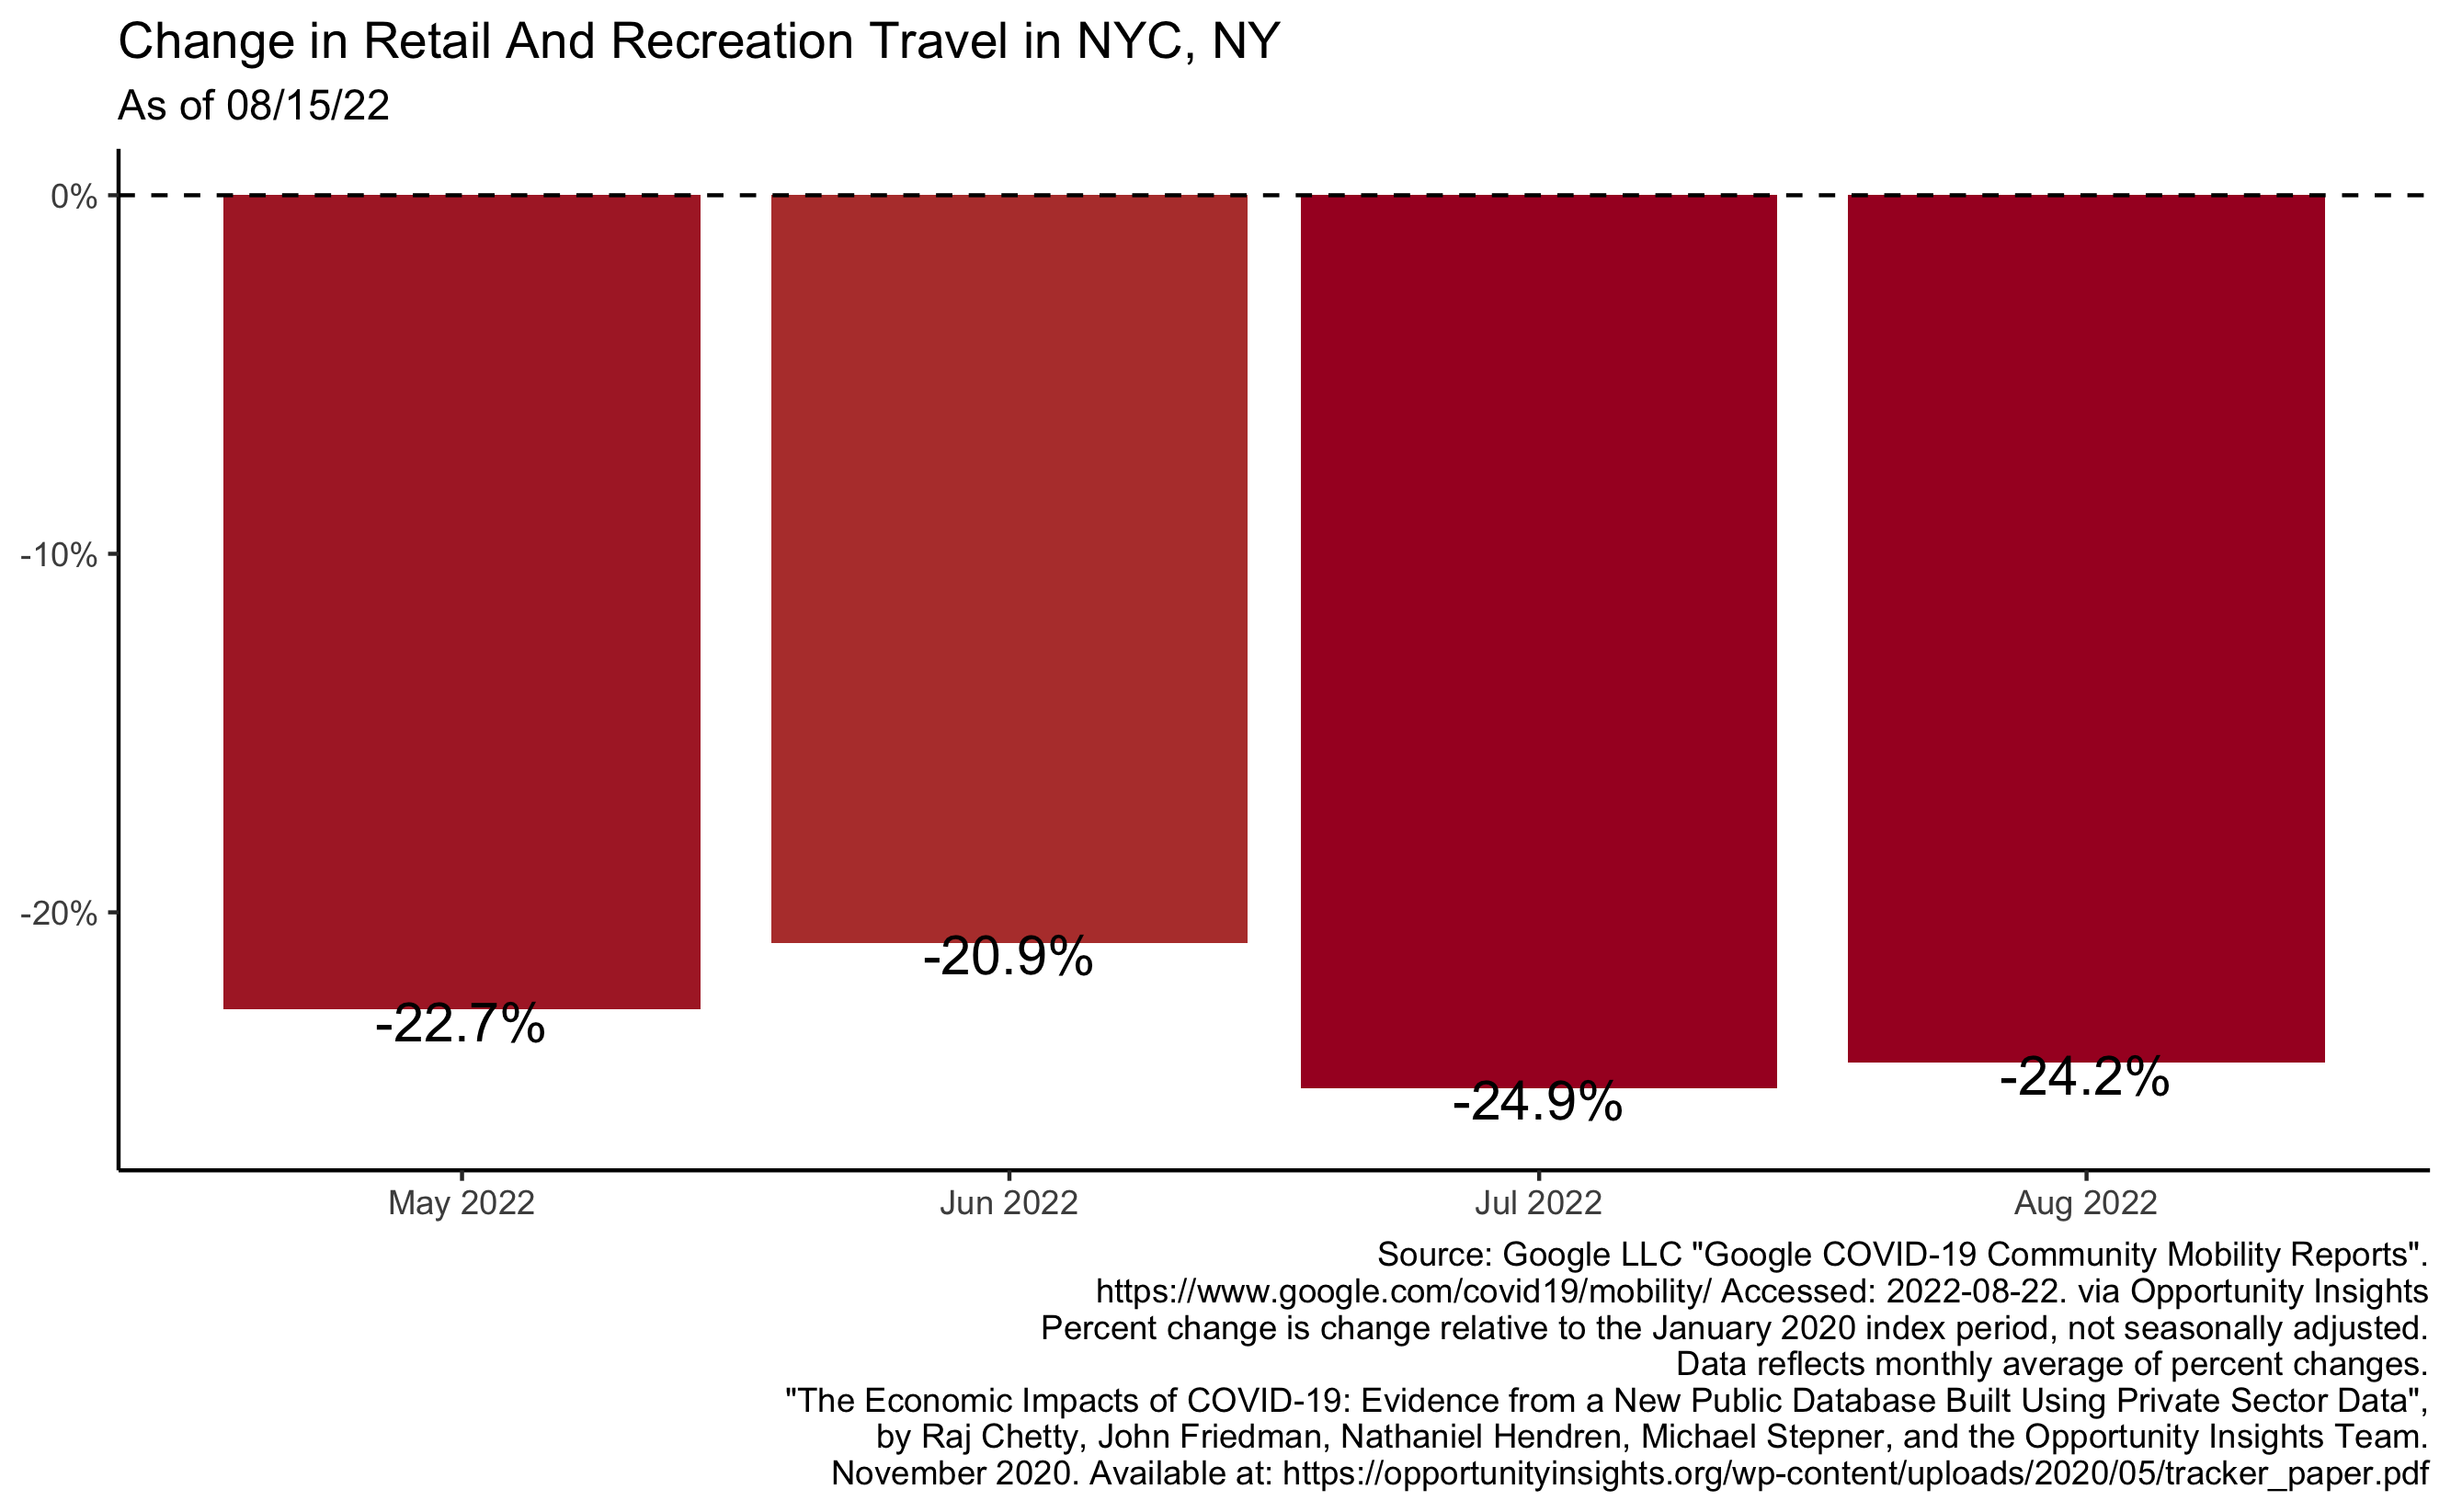 Change in Retail And Recreation Travel in NYC, NY
As of 08/15/22
0%
-10%
-20%
-22.7%
-20.9%
-24.9%
-24.2%
May 2022
Jun 2022
Jul 2022
Aug 2022
Source: Google LLC "Google COVID-19 Community Mobility Reports".
https://www.google.com/covid19/mobility/ Accessed: 2022-08-22. via Opportunity Insights
Percent change is change relative to the January 2020 index period, not seasonally adjusted.
Data reflects monthly average of percent changes.
"The Economic Impacts of COVID-19: Evidence from a New Public Database Built Using Private Sector Data",
by Raj Chetty, John Friedman, Nathaniel Hendren, Michael Stepner, and the Opportunity Insights Team.
November 2020. Available at: https://opportunityinsights.org/wp-content/uploads/2020/05/tracker_paper.pdf